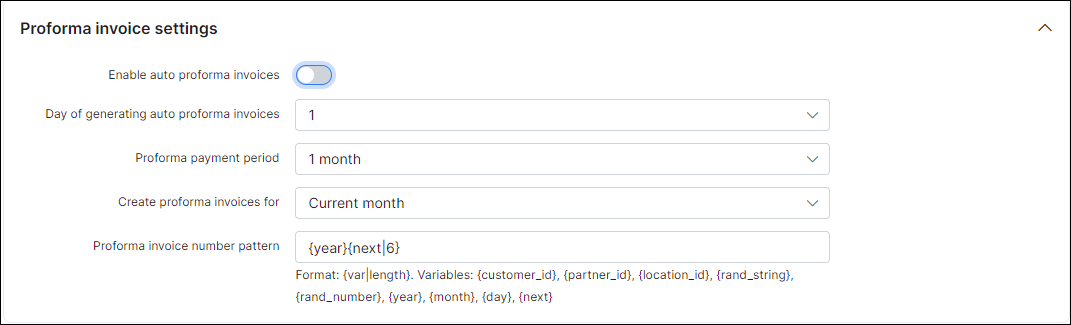 Proforma invoice settings
Enable auto proforma invoices
Day of generating auto proforma invoices 1
Proforma payment period 1 month
Create proforma invoices for Current month
Proforma invoice number pattern {year}{next|6}
Format: {var|length}. Variables: {customer_id}, {partner_id}, {location_id}, {rand_string},
{rand_number}, {year}, {month}, {day}, {next}